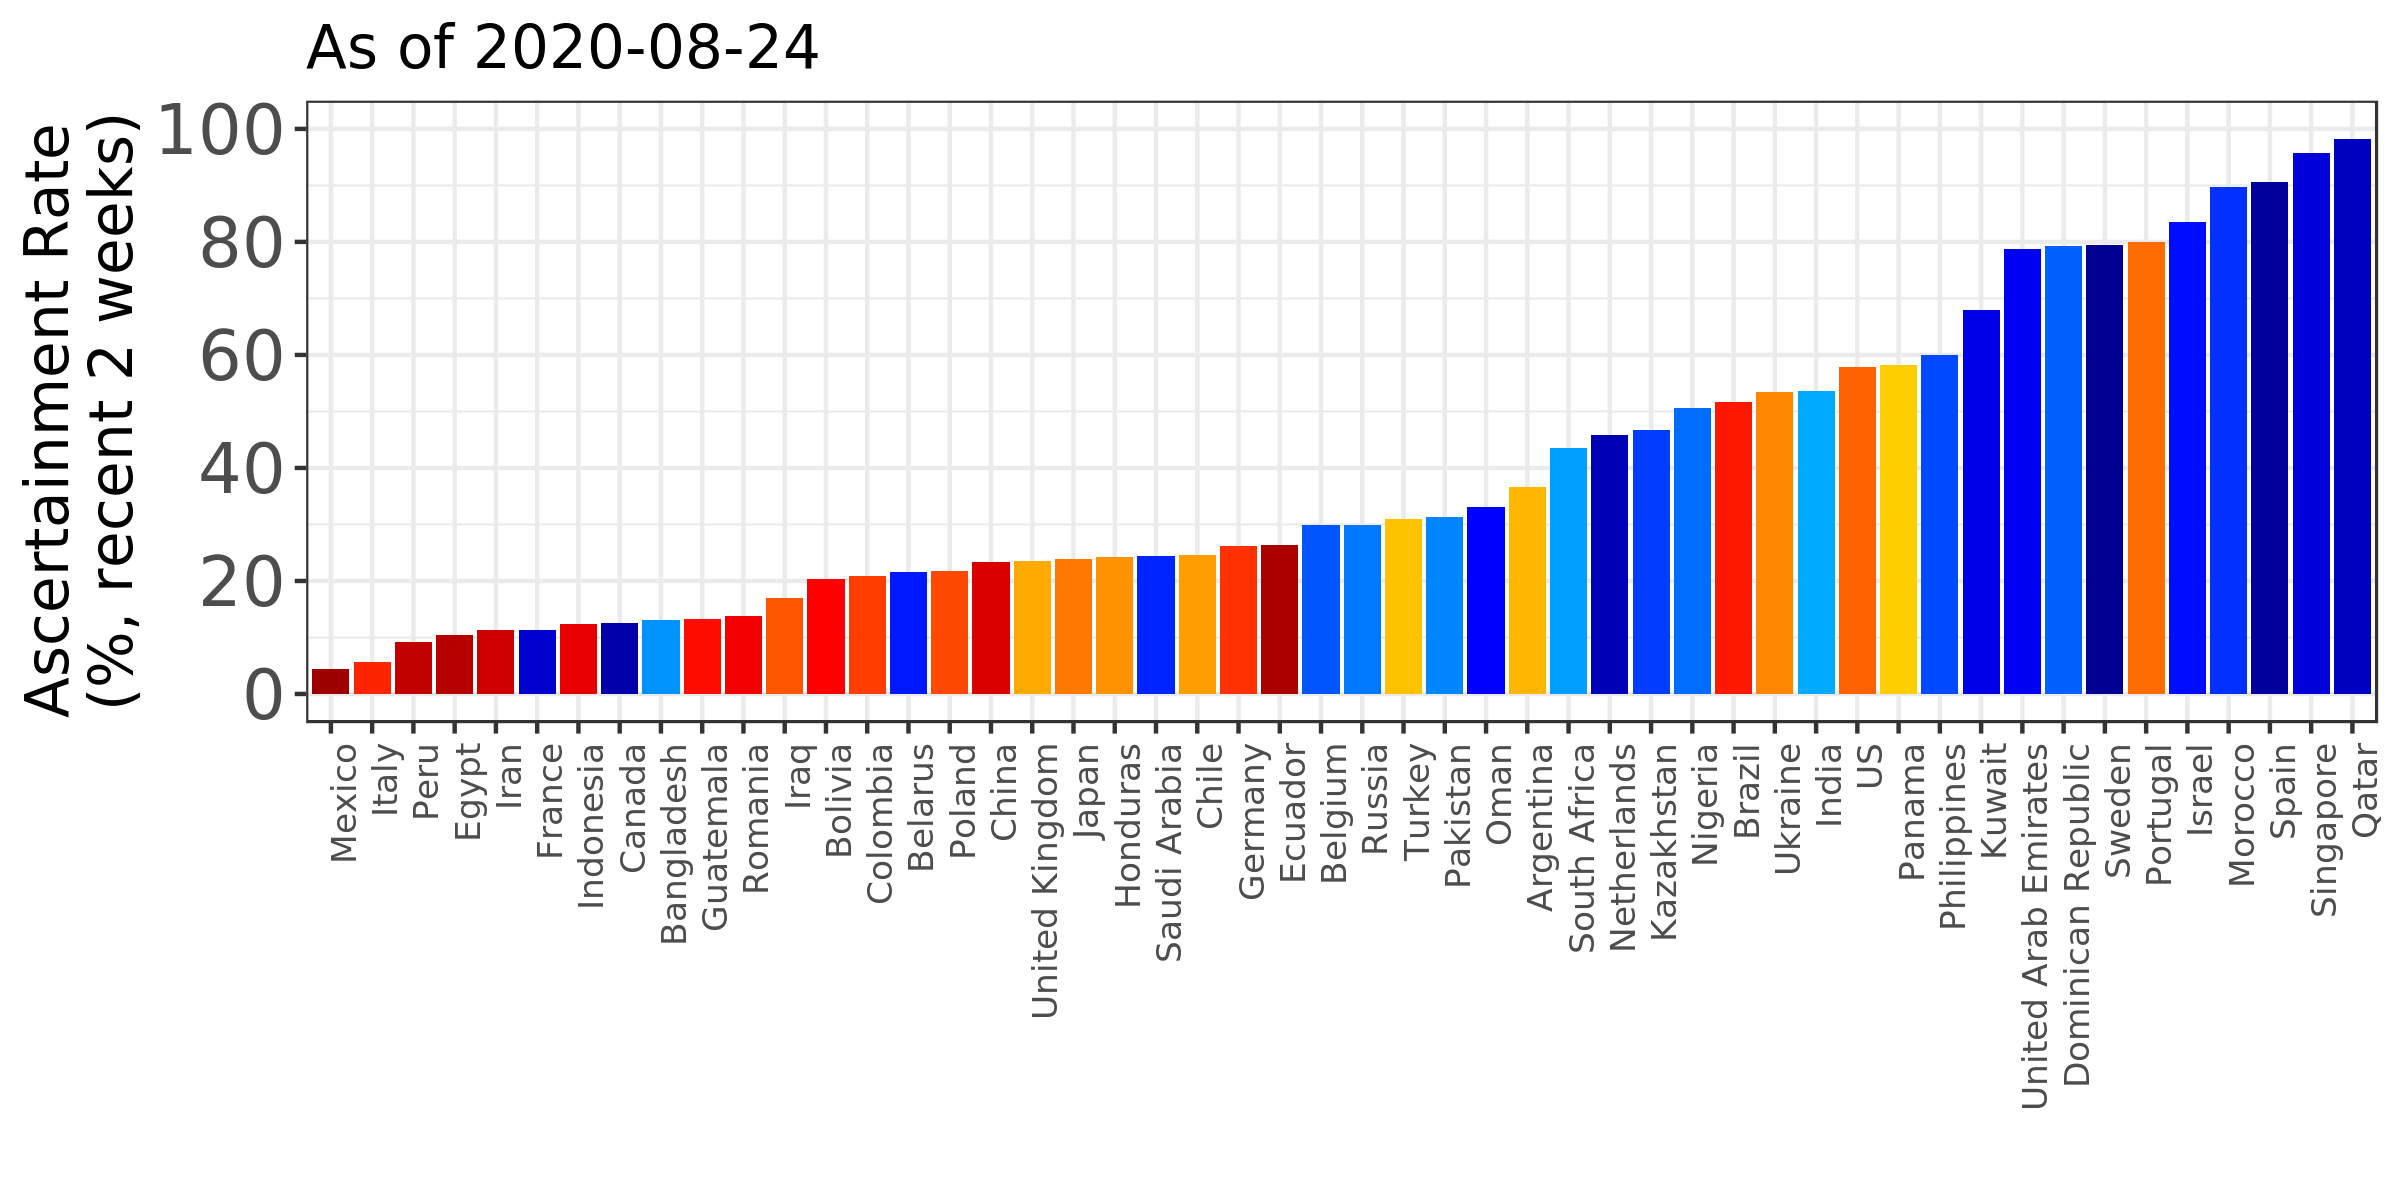 As of 2020-08-24
Ascertainment Rate
(%, recent 2 weeks)
100
80
60
40
20
0
Mexico
Italy
Peru
Egypt
Iran
France
Indonesia
Canada
Bangladesh
Guatemala
Romania
Iraq
Bolivia
Colombia
Belarus
Poland
China
United Kingdom
Japan
Honduras
Saudi Arabia
Chile
Germany
Ecuador
Belgium
Russia
Turkey
Pakistan
Oman
Argentina
South Africa
Netherlands
Kazakhstan
Nigeria
Brazil
Ukraine
India
US
Panama
Philippines
Kuwait
United Arab Emirates
Dominican Republic
Sweden
Portugal
Israel
Morocco
Spain
Singapore
Qatar